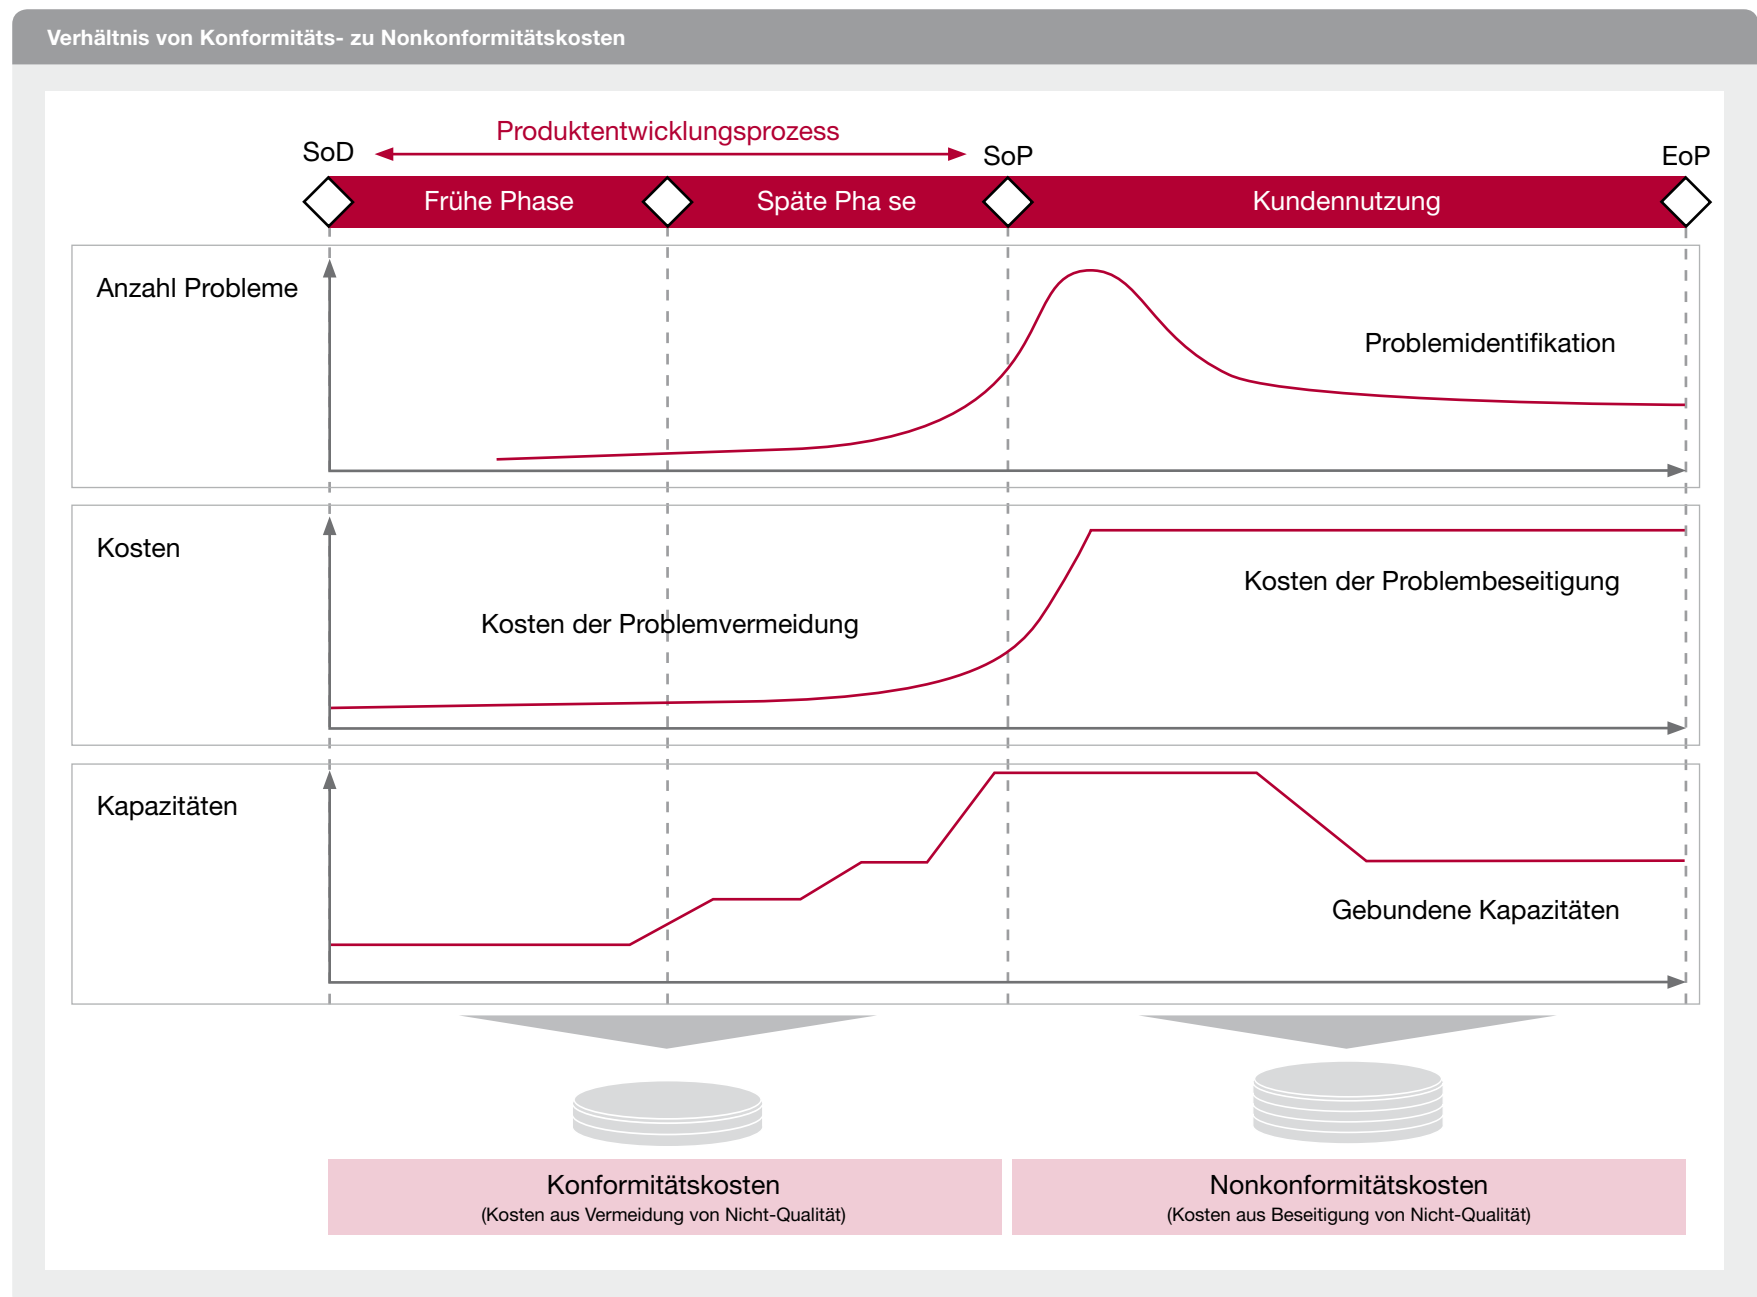 Verhältnis von Konformitäts- zu Nonkonformitätskosten
Produktentwicklungsprozess
SoD
SoP
EoP
Frühe Phase
Späte Pha se
Kundennutzung
Anzahl Probleme
Problemidentifikation
Kosten
Kosten der Problembeseitigung
Kosten der Problemvermeidung
Kapazitäten
Gebundene Kapazitäten
Konformitätskosten
(Kosten aus Vermeidung von Nicht-Qualität)
Nonkonformitätskosten
(Kosten aus Beseitigung von Nicht-Qualität)